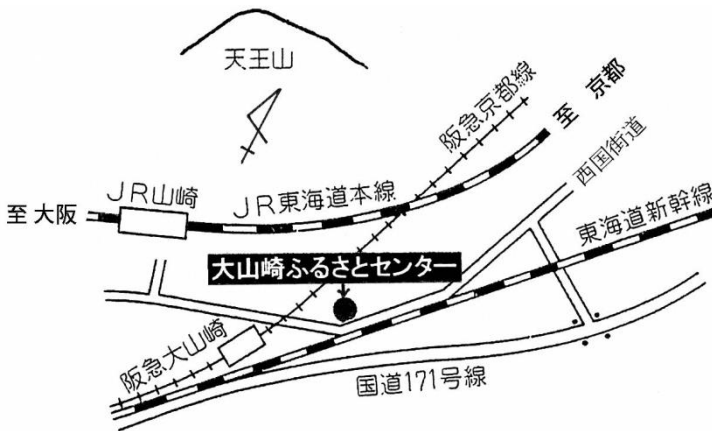 天王山
阪急京都線
至 京都
西国街道
JR山崎
JR東海道本線
至 大阪
東海道新幹線
大山崎ふるさとセンター
阪急大山崎
国道171号線